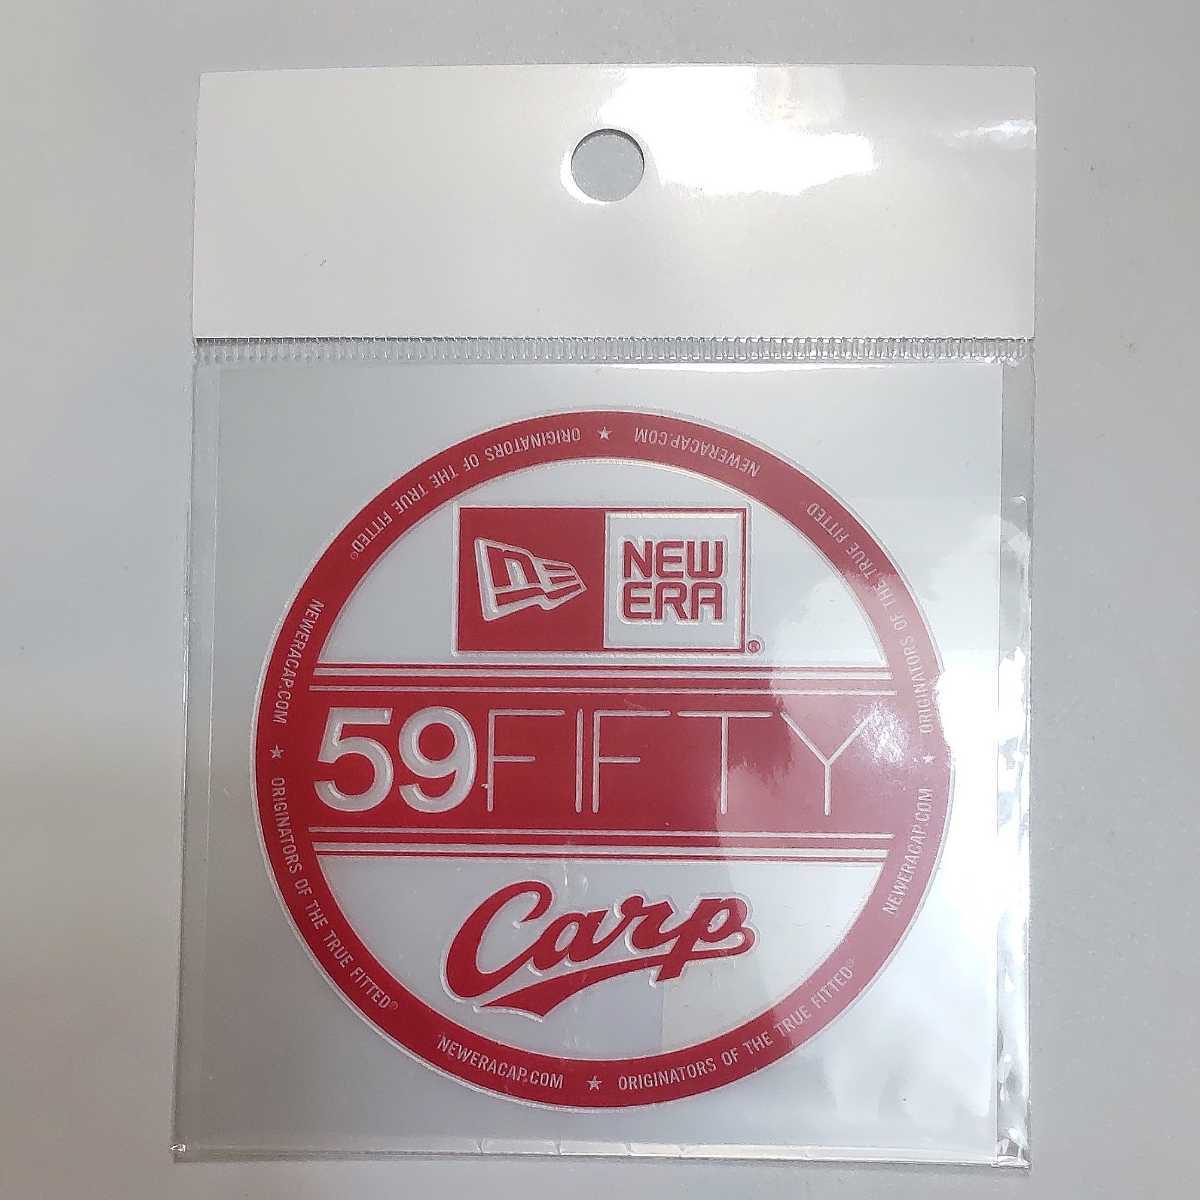 NEW
ERA
®
59FIFTY
Carp
NEWERACAP.COM ★ ORIGINATORS OF THE TRUE FITTED®
NEWERACAP.COM ★ ORIGINATORS OF THE TRUE FITTED®
NEWERACAP.COM ★ ORIGINATORS OF THE TRUE FITTED®
NEWERACAP.COM ★ ORIGINATORS OF THE TRUE FITTED®